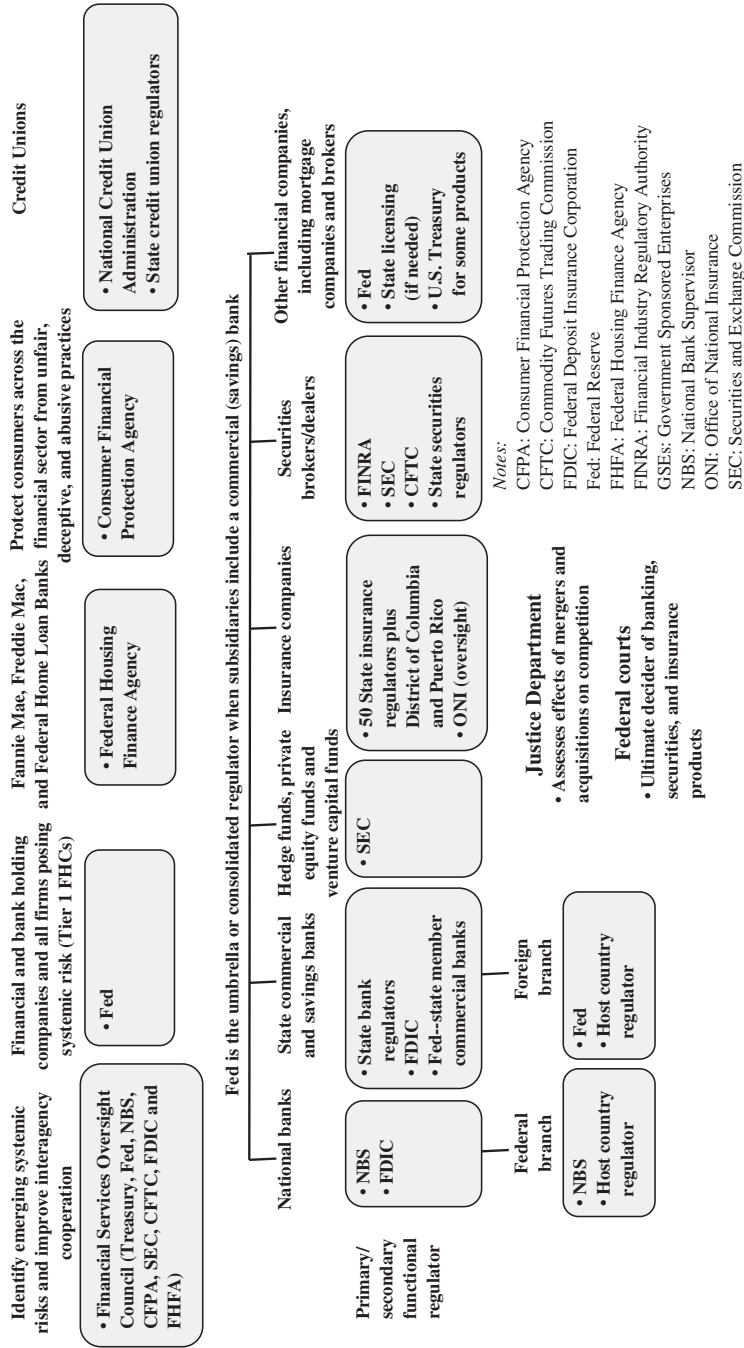 Identify emerging systemic
risks and improve interagency
cooperation
• Financial Services Oversight
Council (Treasury, Fed, NBS,
CFPA, SEC, CFTC, FDIC and
FHFA)
Financial and bank holding
companies and all firms posing
systemic risk (Tier 1 FHCs)
• Fed
Fannie Mae, Freddie Mac,
and Federal Home Loan Banks
• Federal Housing
Finance Agency
Protect consumers across the
financial sector from unfair,
deceptive, and abusive practices
• Consumer Financial
Protection Agency
Credit Unions
• National Credit Union
Administration
• State credit union regulators
Fed is the umbrella or consolidated regulator when subsidiaries include a commercial (savings) bank
Primary/
secondary
functional
regulator
National banks
• NBS
• FDIC
Federal
branch
• NBS
• Host country
regulator
State commercial
and savings banks
• State bank
regulators
• FDIC
• Fed--state member
commercial banks
Foreign
branch
• Fed
• Host country
regulator
Hedge funds, private
equity funds and
venture capital funds
• SEC
Insurance companies
• 50 State insurance
regulators plus
District of Columbia
and Puerto Rico
• ONI (oversight)
Securities
brokers/dealers
• FINRA
• SEC
• CFTC
• State securities
regulators
Other financial companies,
including mortgage
companies and brokers
• Fed
• State licensing
(if needed)
• U.S. Treasury
for some products
Justice Department
• Assesses effects of mergers and
acquisitions on competition
Federal courts
• Ultimate decider of banking,
securities, and insurance
products
Notes:
CFPA: Consumer Financial Protection Agency
CFTC: Commodity Futures Trading Commission
FDIC: Federal Deposit Insurance Corporation
Fed: Federal Reserve
FHFA: Federal Housing Finance Agency
FINRA: Financial Industry Regulatory Authority
GSEs: Government Sponsored Enterprises
NBS: National Bank Supervisor
ONI: Office of National Insurance
SEC: Securities and Exchange Commission